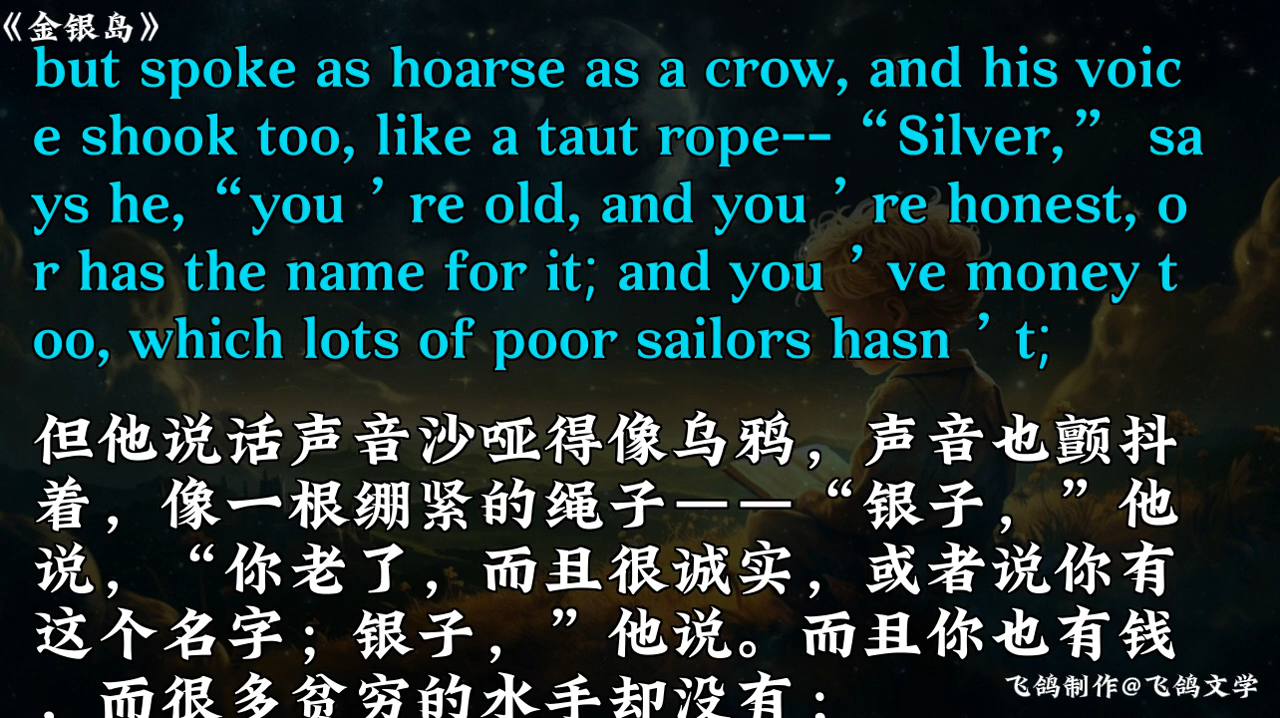 《金银岛》
but spoke as hoarse as a crow, and his voic
e shook too, like a taut rope--“Silver,” sa
ys he, “you’re old, and you’re honest, o
r has the name for it; and you’ve money t
oo, which lots of poor sailors hasn’t;
但他说话声音沙哑得像乌鸦，声音也颤抖
着，像一根绷紧的绳子——“银子，”他
说，“你老了，而且很诚实，或者说你有
这个名字；银子，”他说。而且你也有钱
，而很多贫穷的水手却没有；
飞鸽制作@飞鸽文学